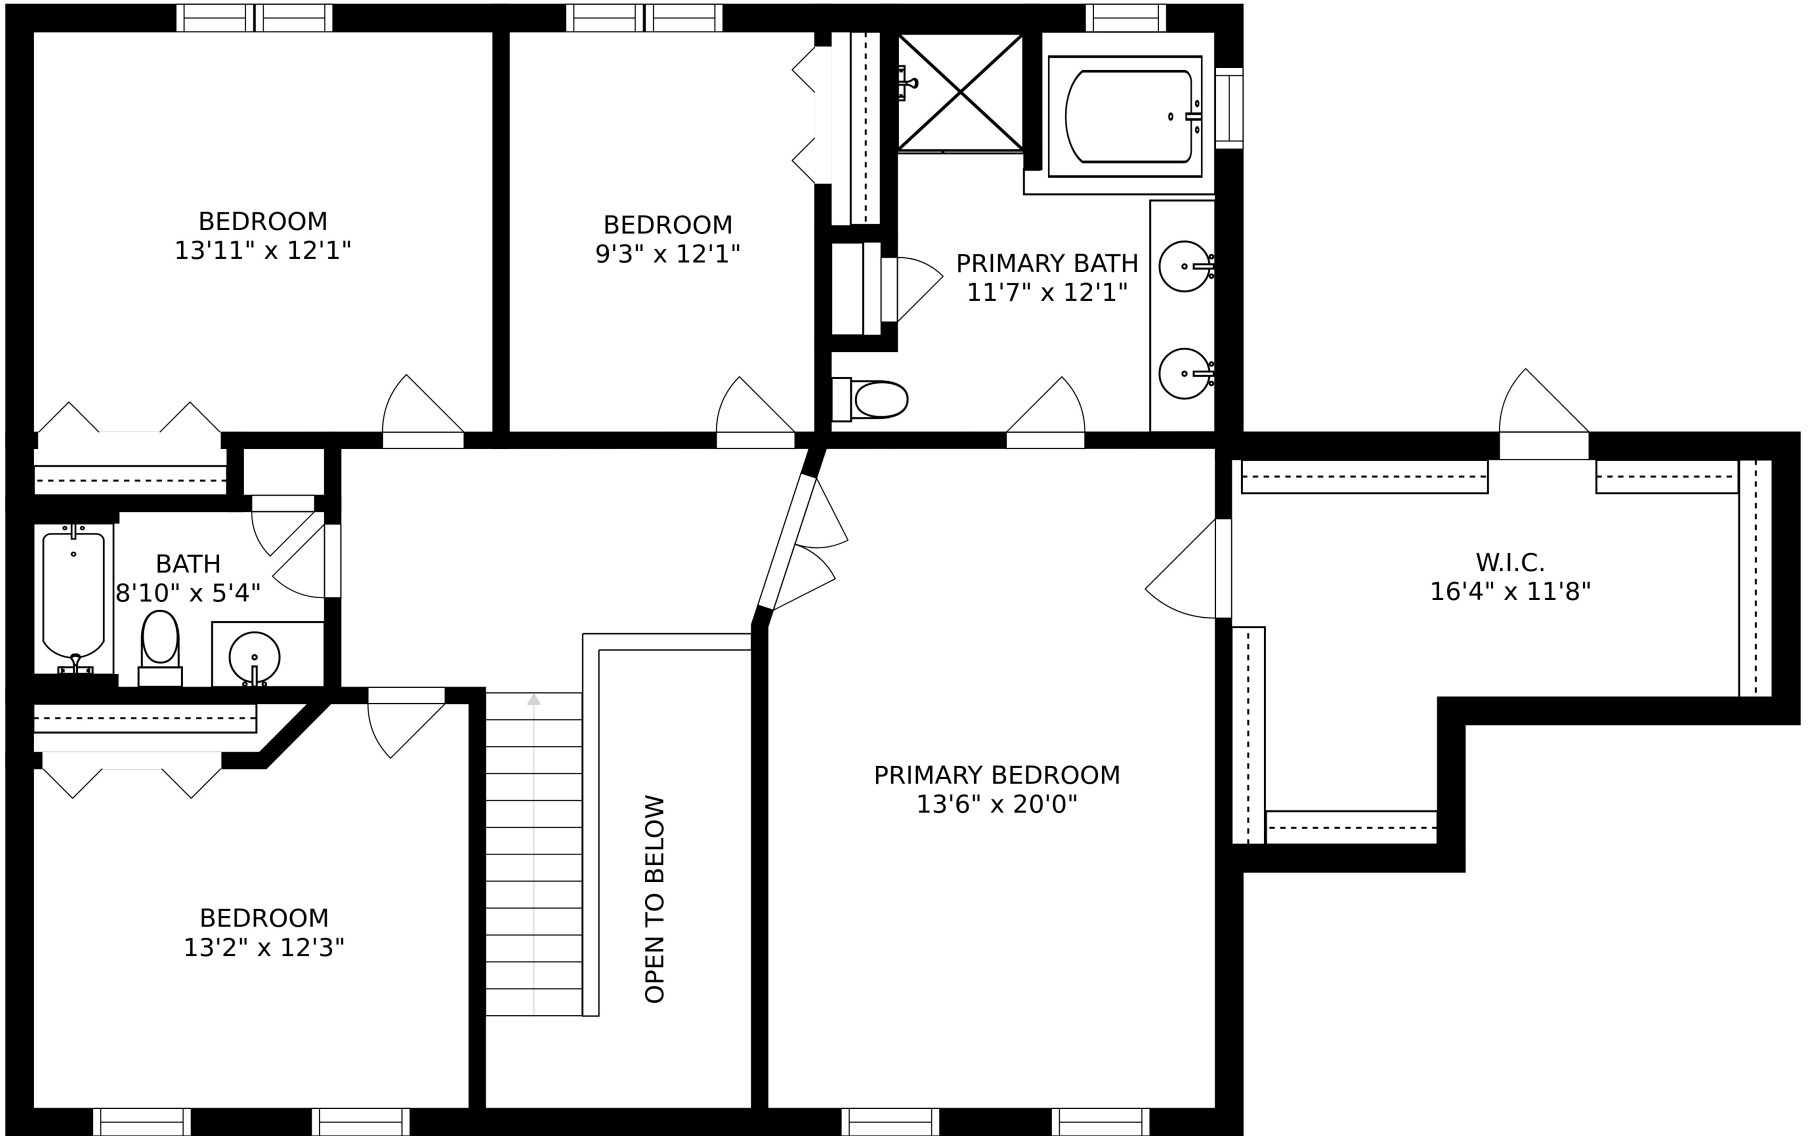 BEDROOM
13'11" x 12'1"
BEDROOM
9'3" x 12'1"
PRIMARY BATH
11'7" x 12'1"
BATH
8'10" x 5'4"
W.I.C.
16'4" x 11'8"
PRIMARY BEDROOM
13'6" x 20'0"
OPEN TO BELOW
BEDROOM
13'2" x 12'3"